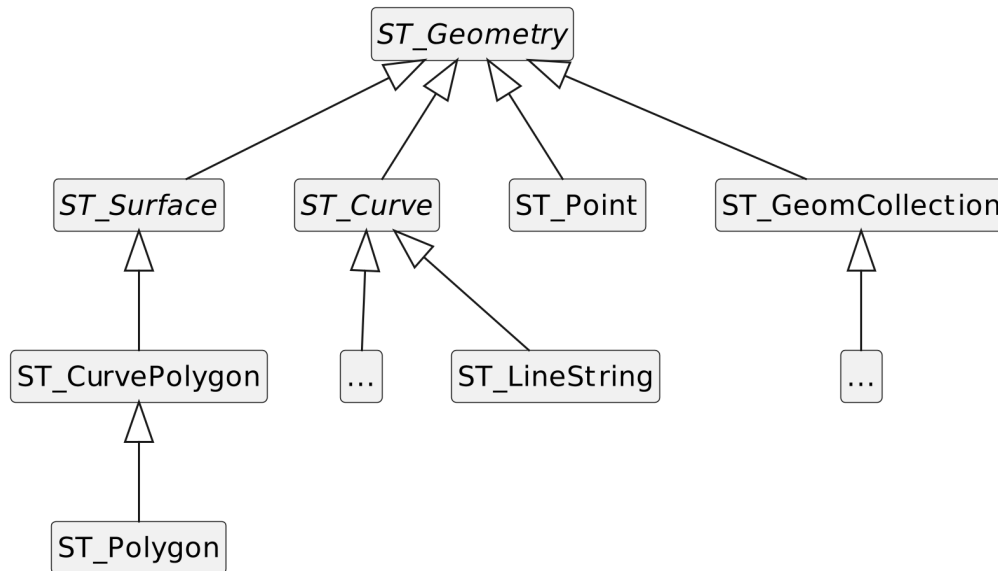 ST_Geometry
ST_Surface
ST_Curve
ST_Point
ST_GeomCollection
ST_CurvePolygon
...
ST_LineString
...
ST_Polygon